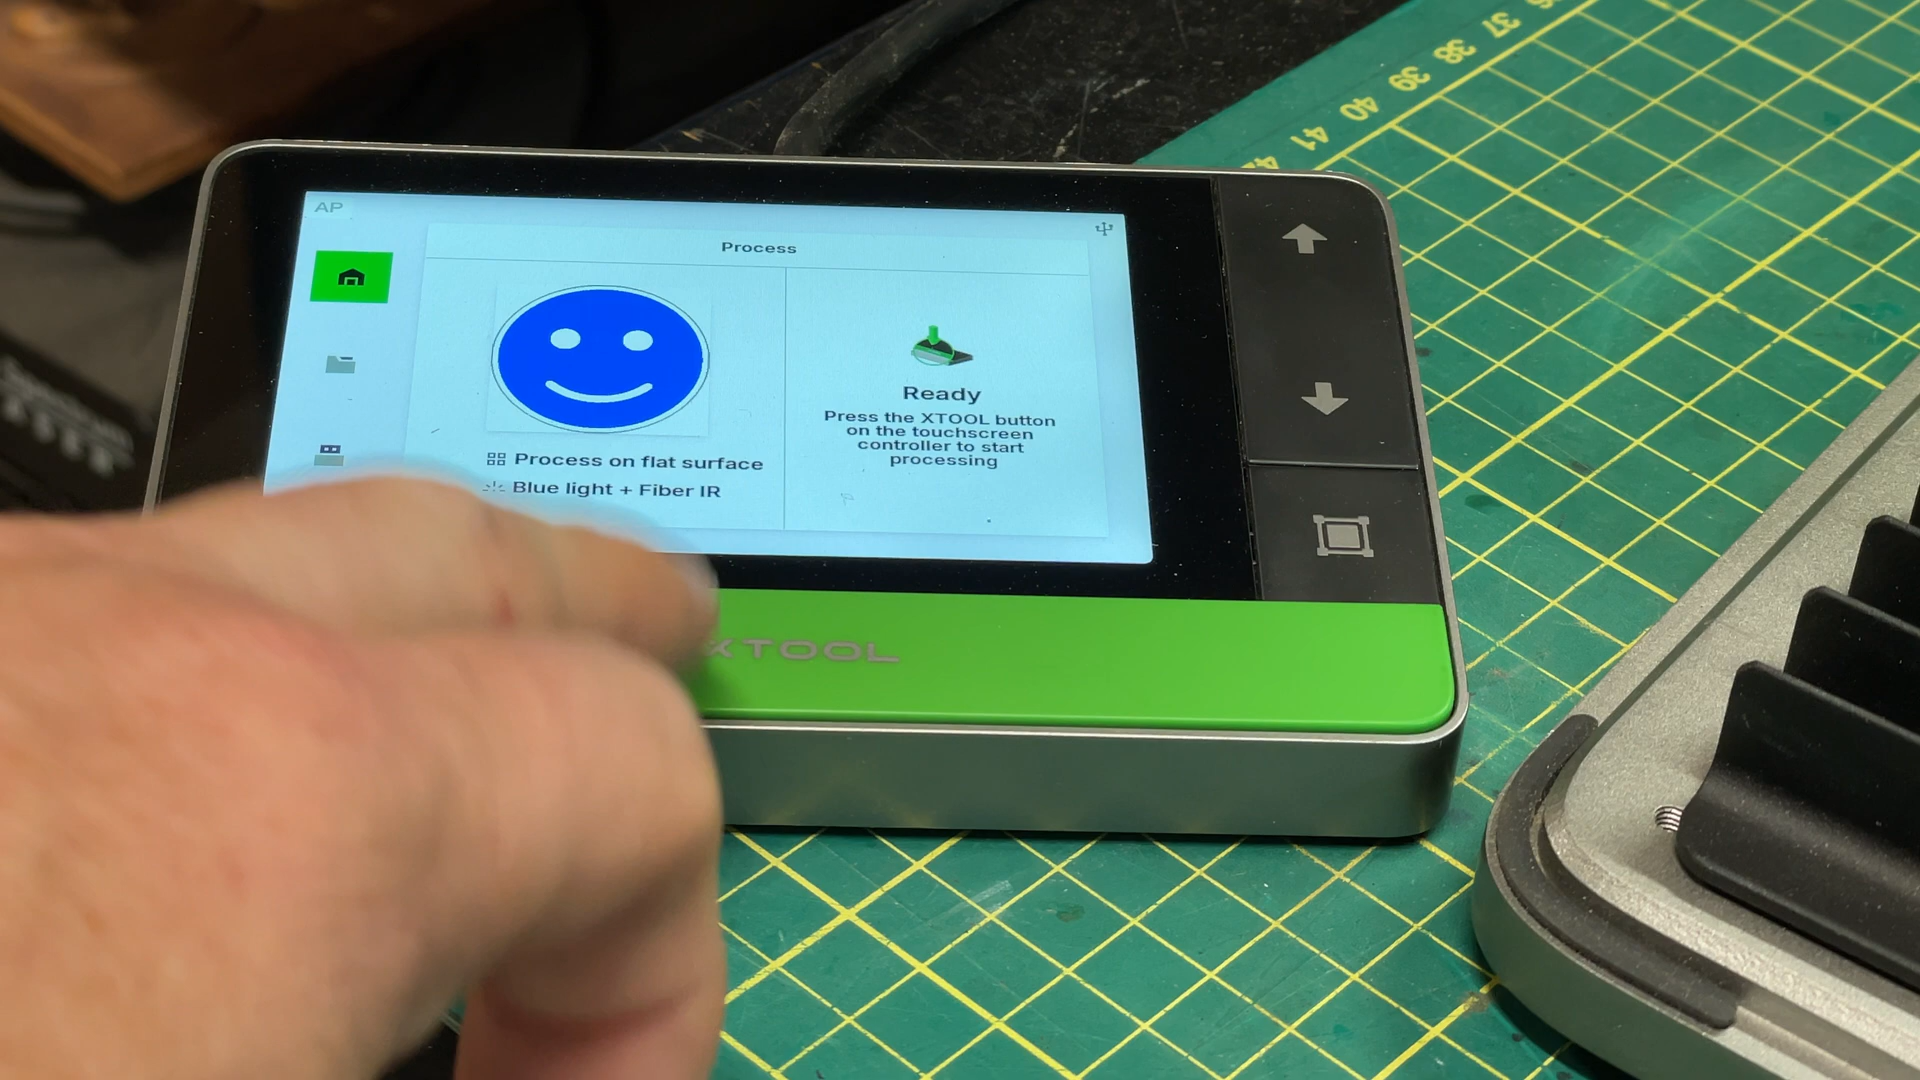 AP
Process
Process on flat surface
Blue light + Fiber IR
Ready
Press the XTOOL button
on the touchscreen
controller to start
processing
XTOOL
37
38
39
40
41